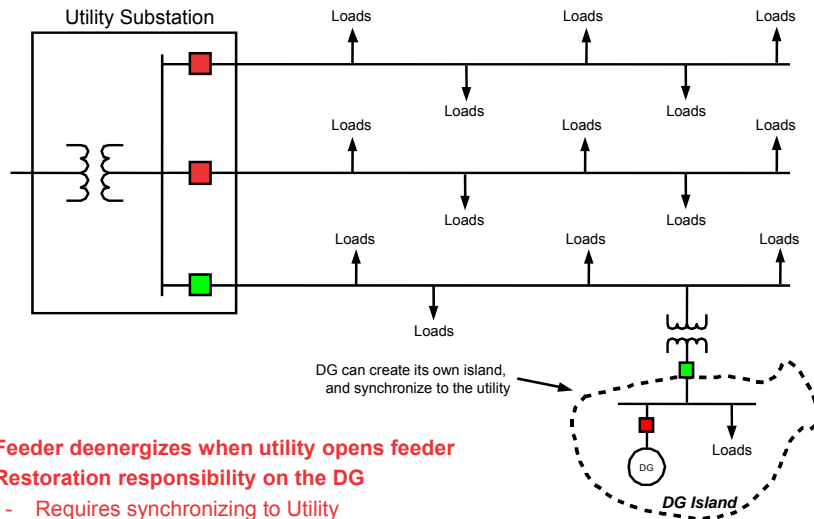 Utility Substation
Loads Loads Loads
Loads Loads
Loads Loads Loads
Loads Loads
Loads Loads Loads
Loads
DG can create its own island,
and synchronize to the utility
Loads
DG
DG Island
Feeder deenergizes when utility opens feeder
Restoration responsibility on the DG
- Requires synchronizing to Utility